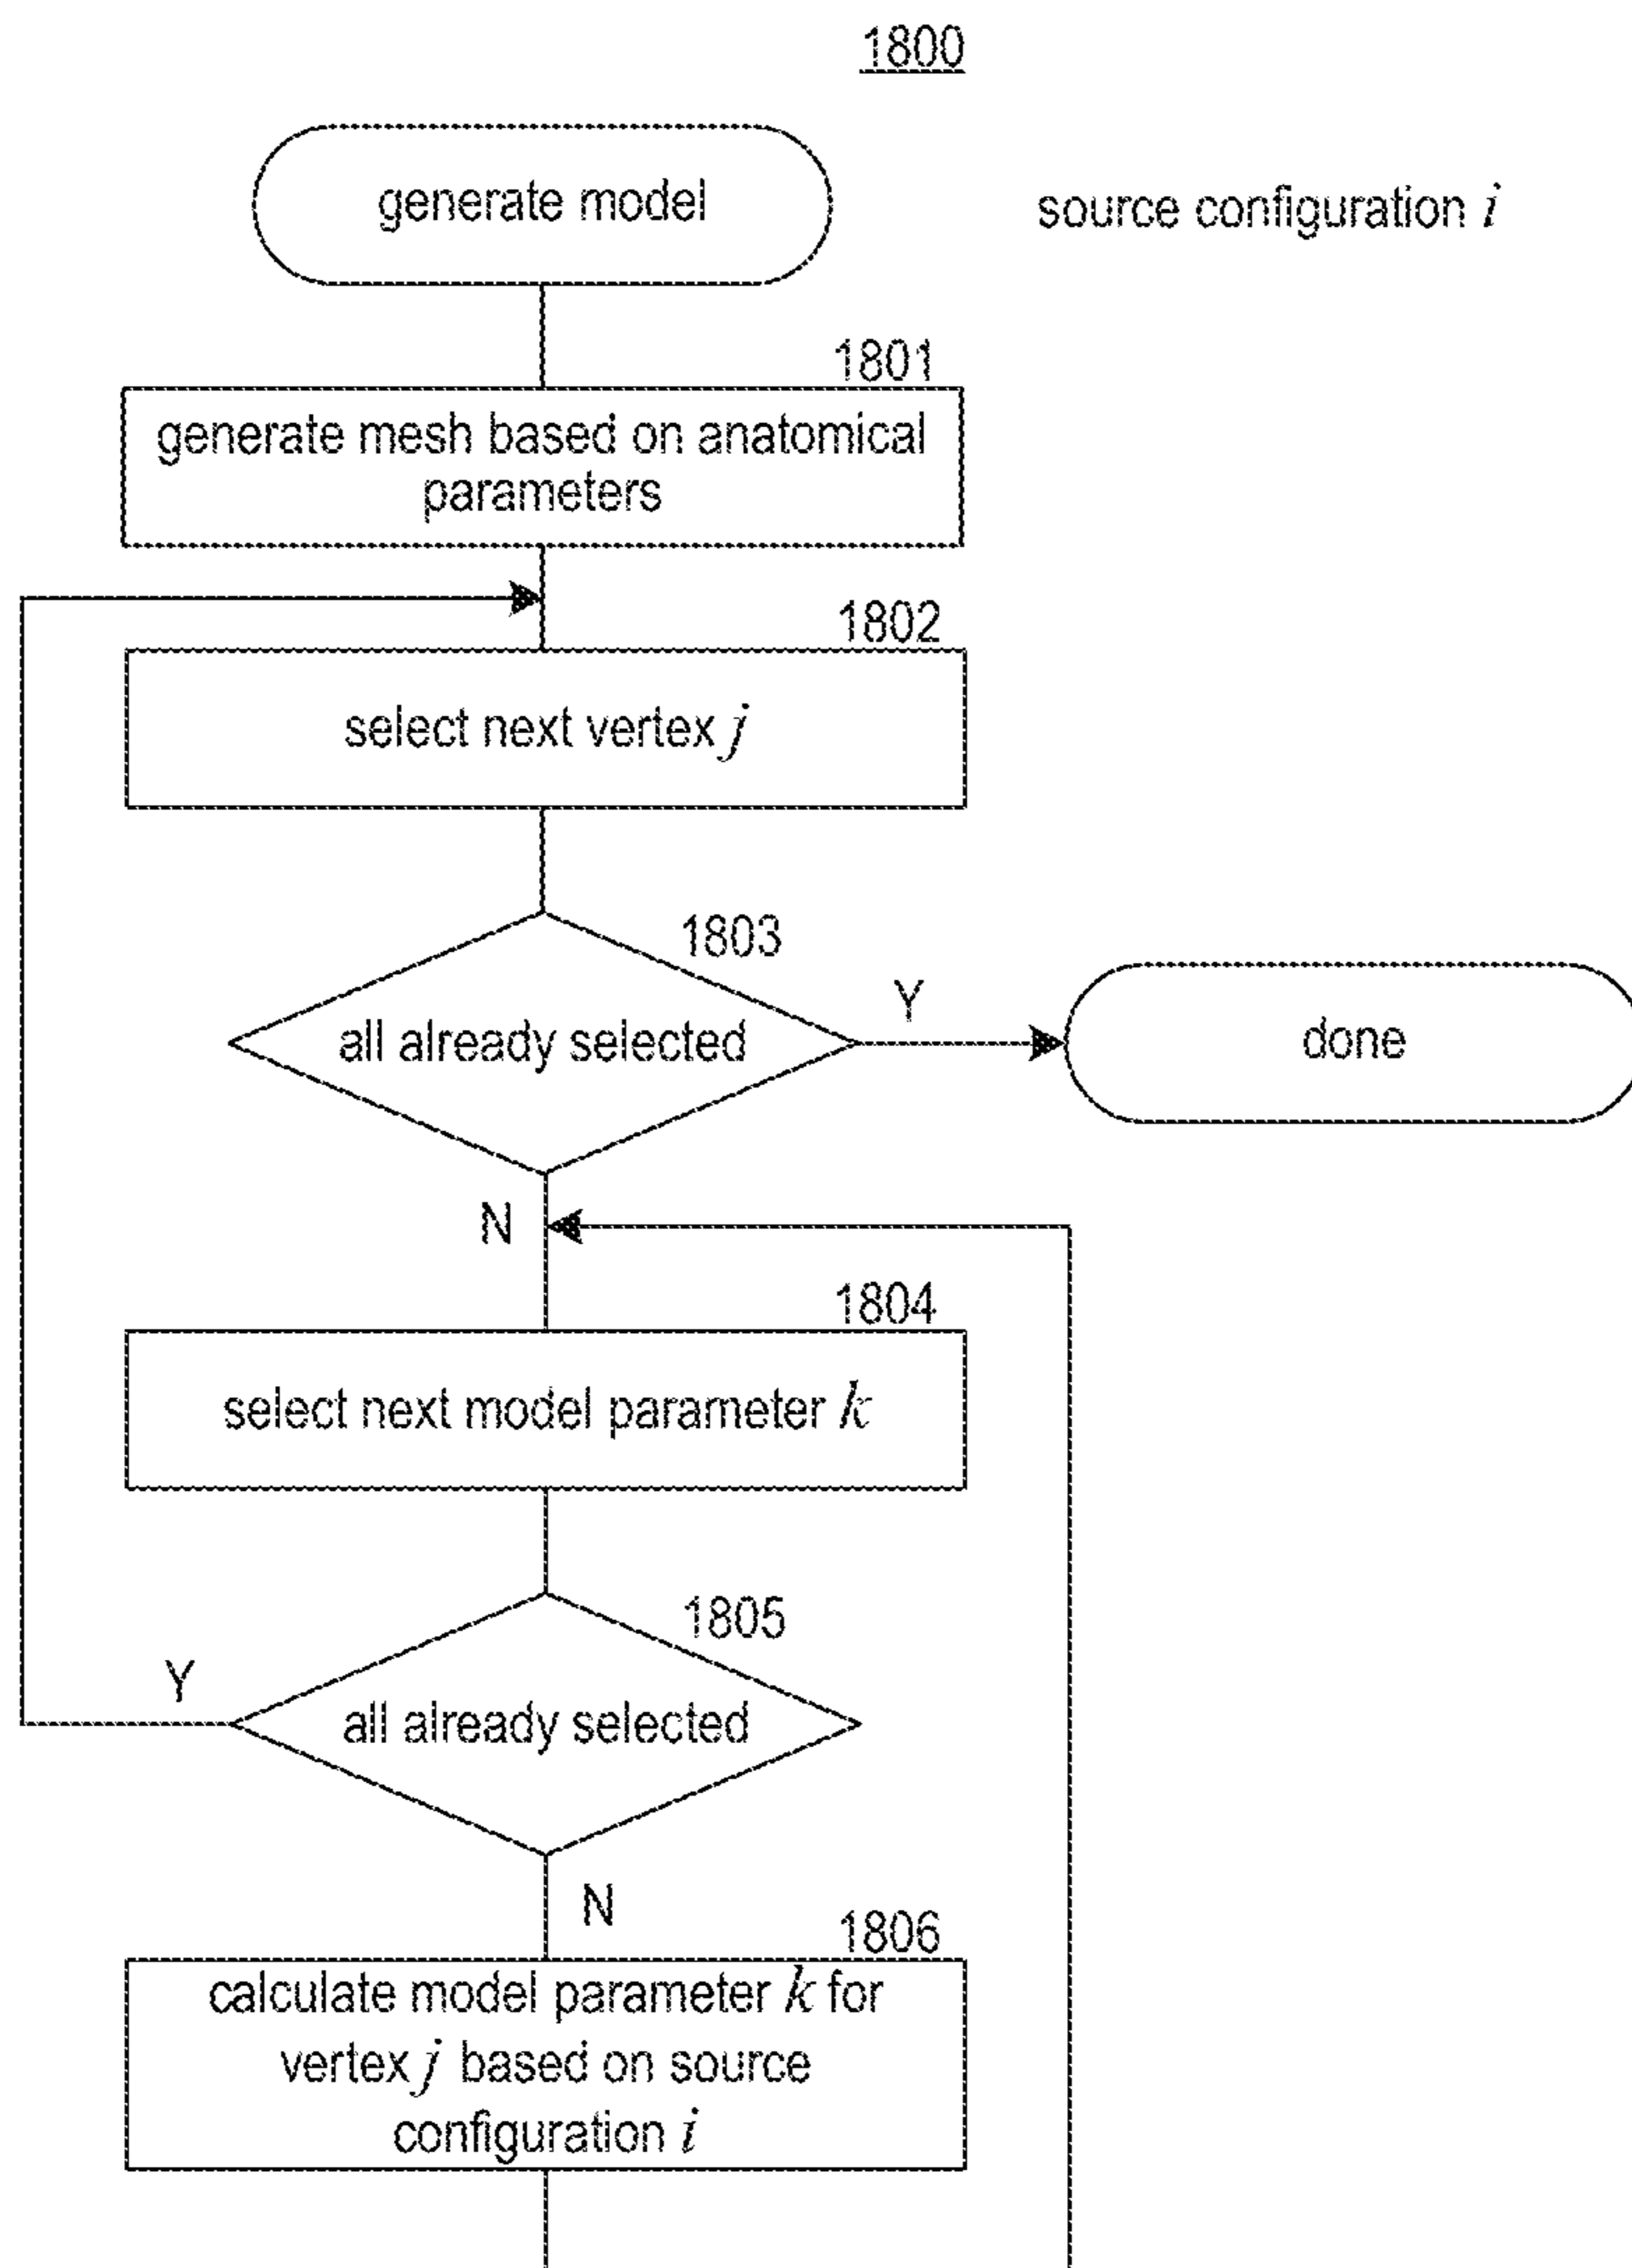 1800
generate model
source configuration i
1801
generate mesh based on anatomical
parameters
1802
select next vertex j
1803
all already selected
Y
done
N
1804
select next model parameter k
1805
all already selected
Y
N
1806
calculate model parameter k for
vertex j based on source
configuration i